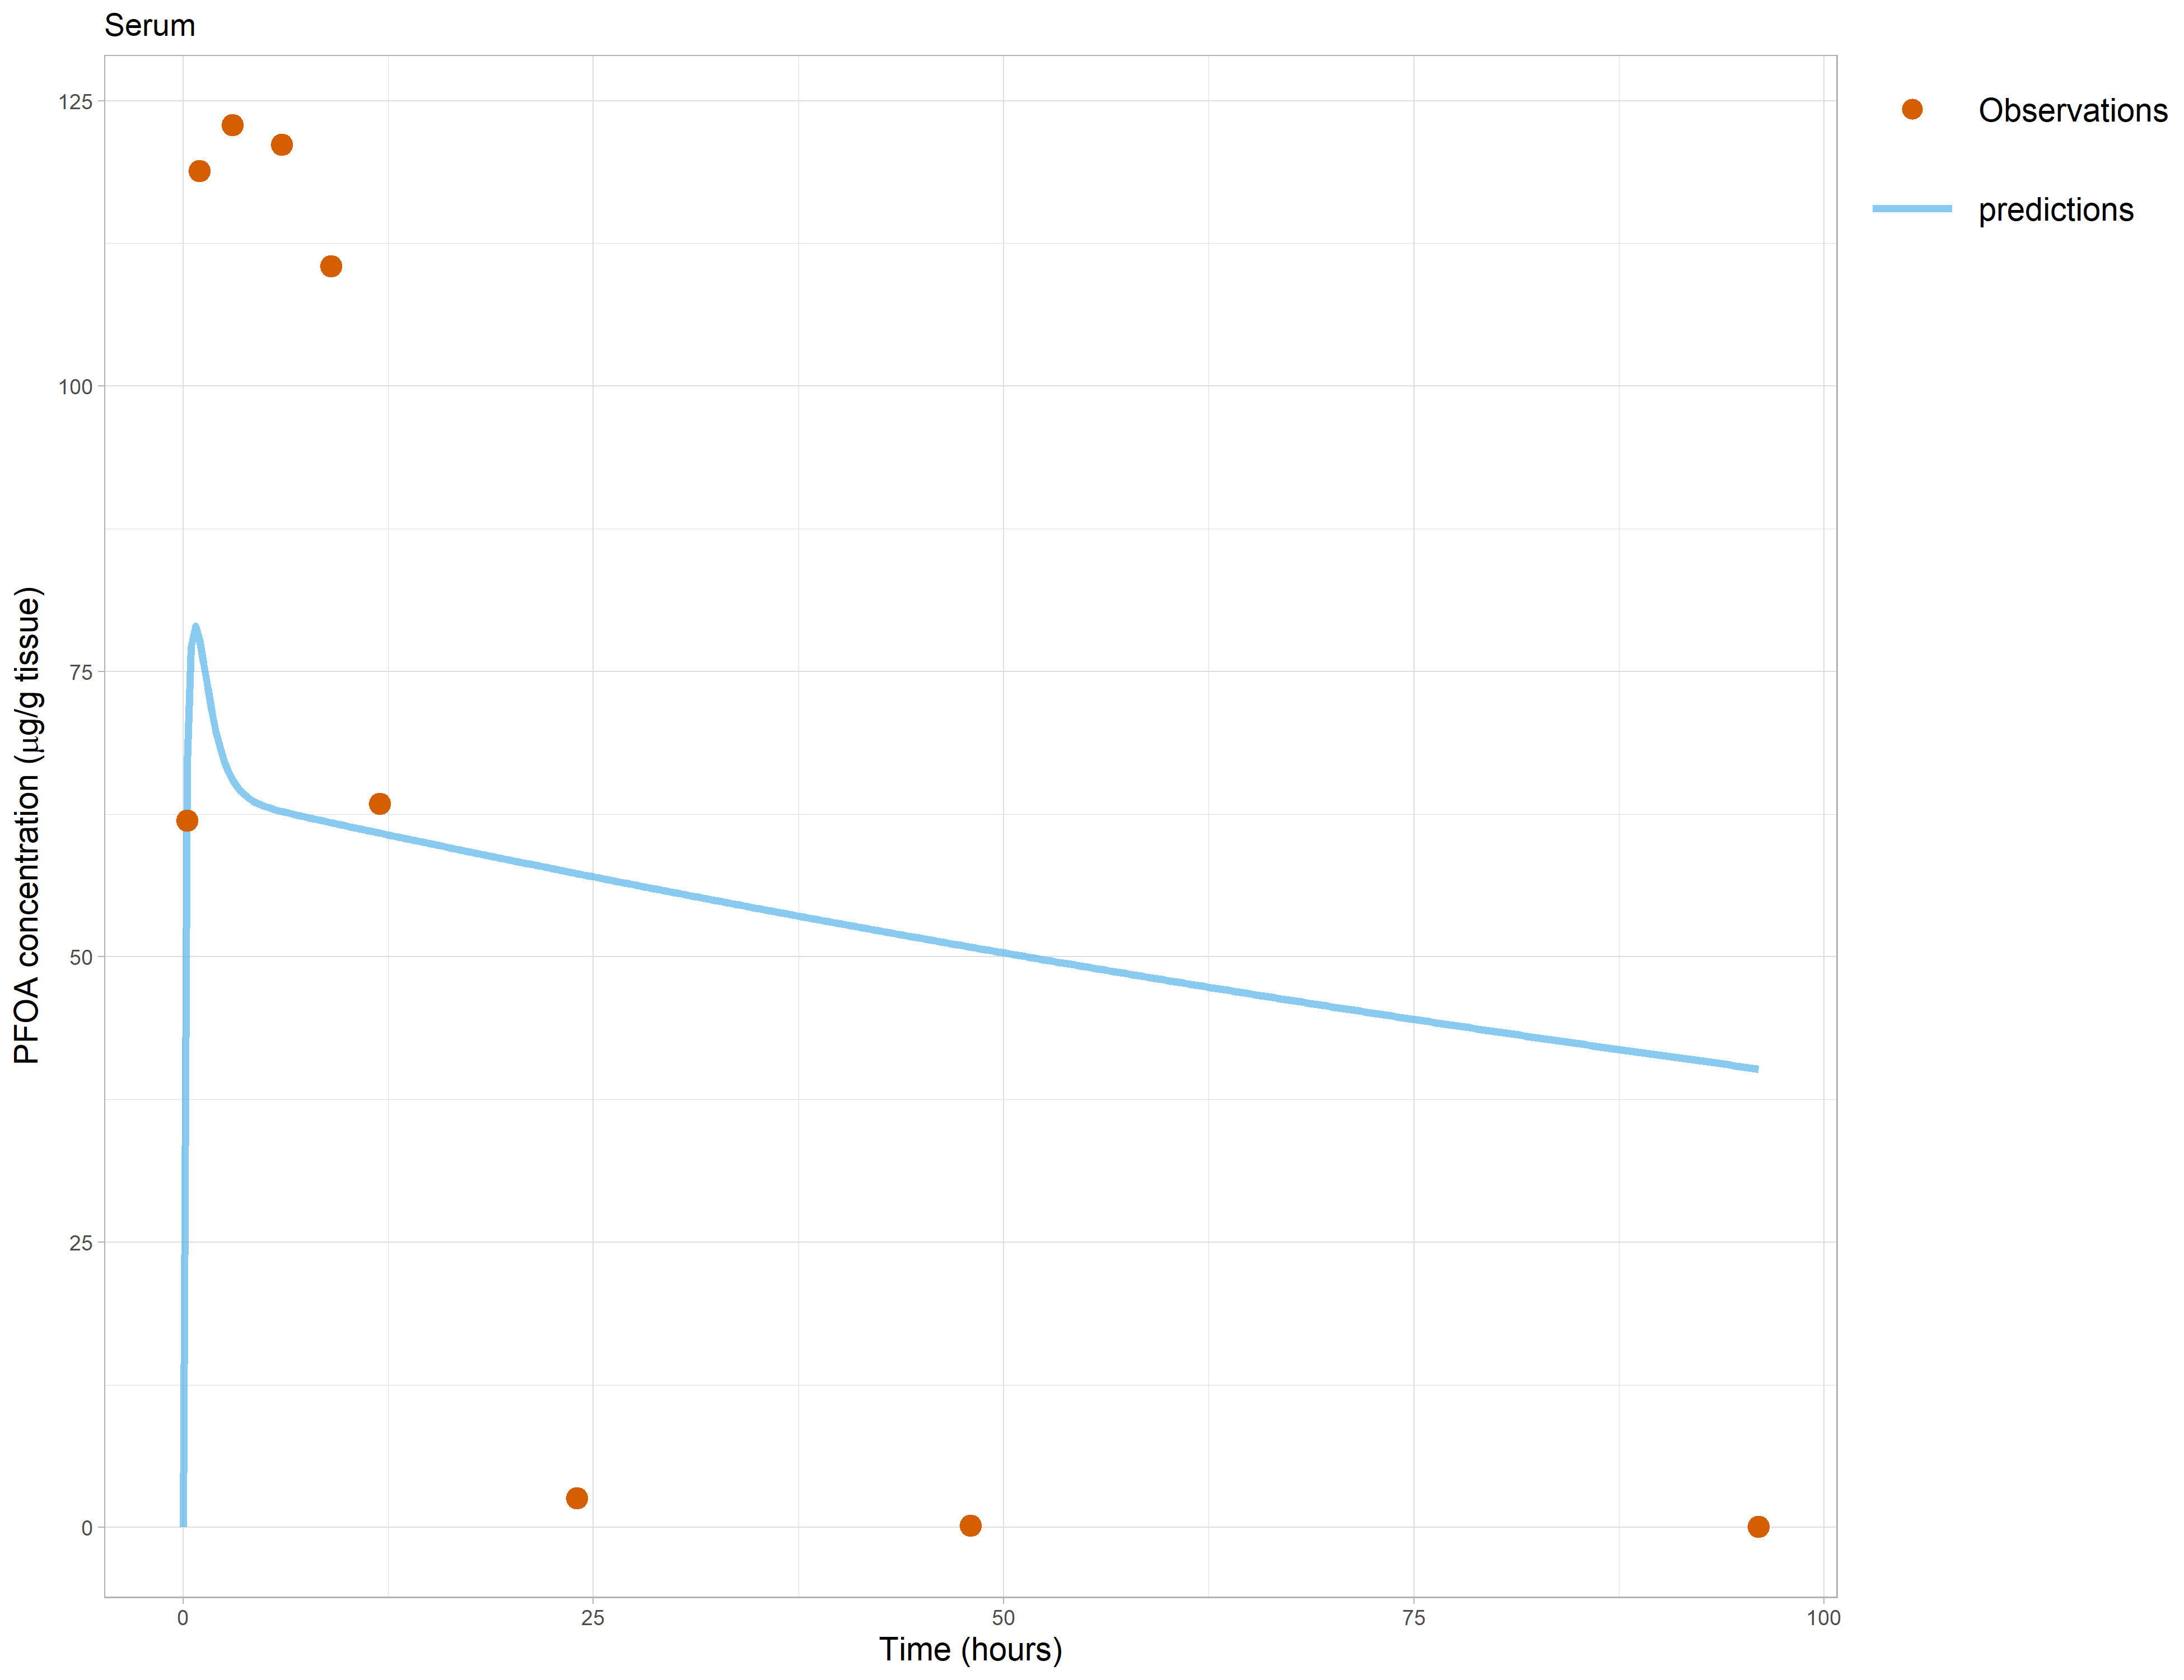 Serum
PFOA concentration (μg/g tissue)
125
100
75
50
25
0
0 25 50 75 100
Time (hours)
Observations
predictions